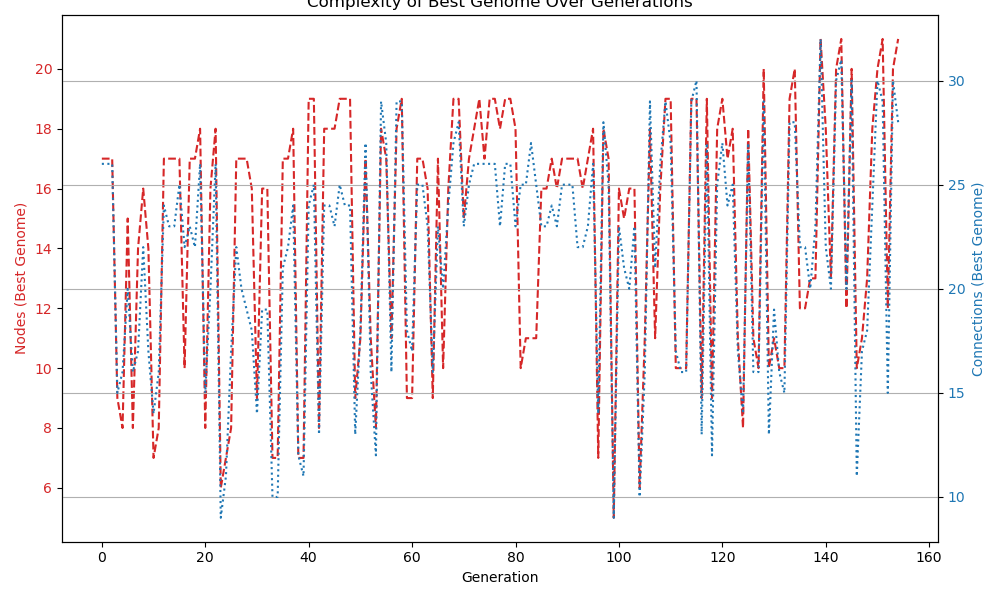 Complexity of Best Genome Over Generations
Nodes (Best Genome)
20
18
16
14
12
10
8
6
30
25
20
15
10
Connections (Best Genome)
0 20 40 60 80 100 120 140 160
Generation